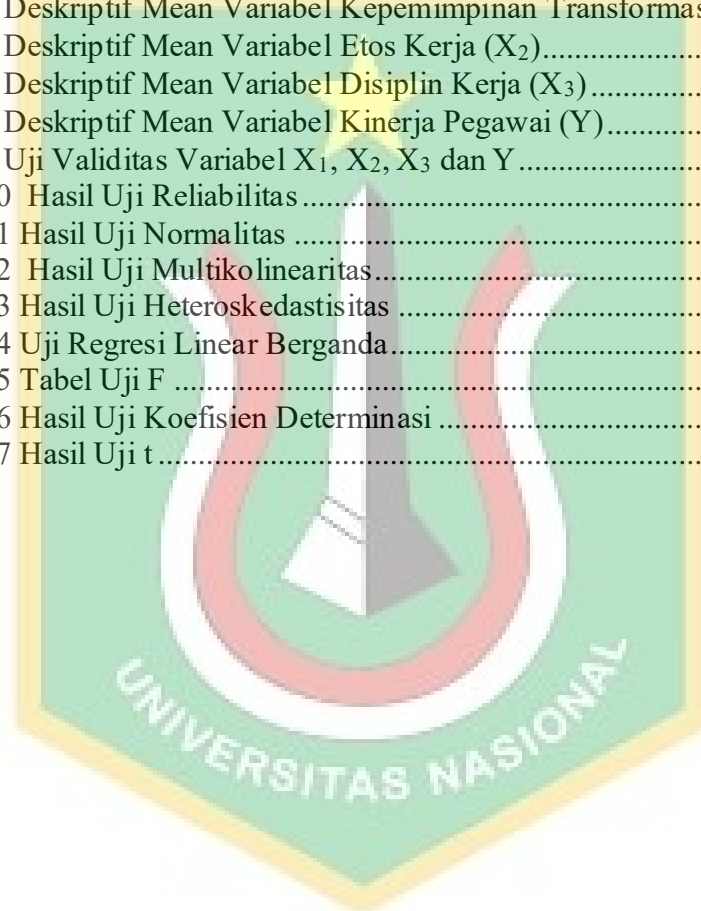 Deskriptif Mean Variabel Kepemimpinan
Deskriptif Mean Variabel Etos Kerja (X₂)....................
Deskriptif Mean Variabel Disiplin Kerja (X₃)..............
Deskriptif Mean Variabel Kinerja Pegawai (Y)............
Uji Validitas Variabel X₁, X₂, X₃ dan Y.......................
0 Hasil Uji Reliabilitas..................................................
1 Hasil Uji Normalitas ..................................................
2 Hasil Uji Multikolinearitas.........................................
3 Hasil Uji Heteroskedastisitas ......................................
4 Uji Regresi Linear Berganda.......................................
5 Tabel Uji F .................................................................
6 Hasil Uji Koefisien Determinasi .................................
7 Hasil Uji t...................................................................
UNIVERSITAS NASIONAL